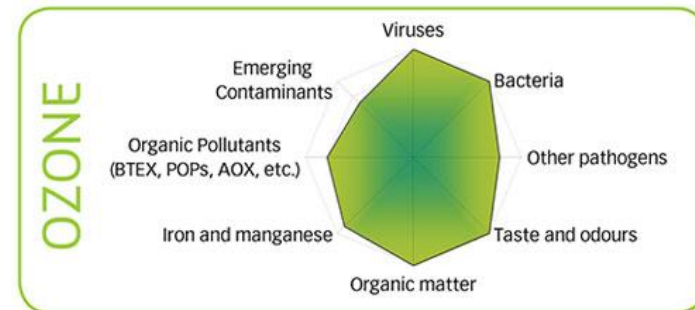 OZONE
Viruses
Bacteria
Other pathogens
Taste and odours
Organic matter
Iron and manganese
Organic Pollutants
(BTEX, POPs, AOX, etc.)
Emerging
Contaminants